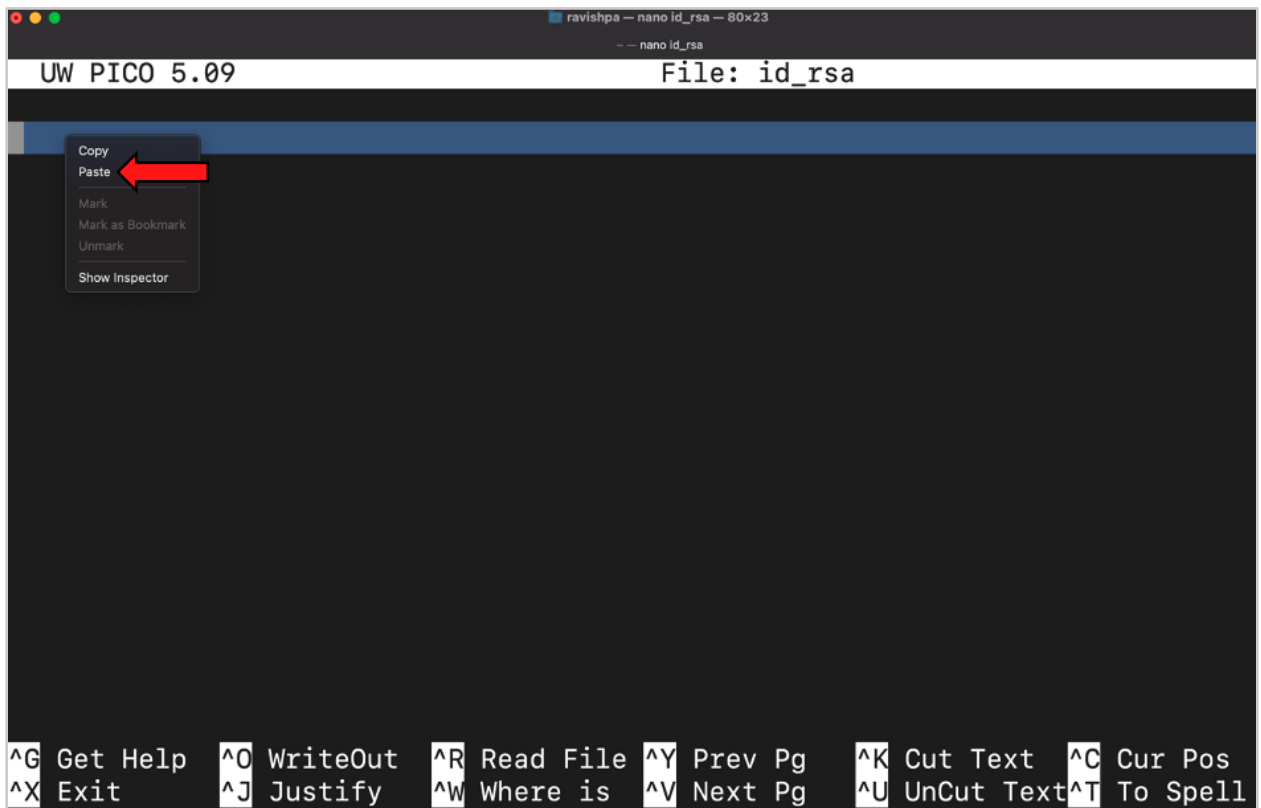 ravishpa — nano id_rsa — 80×23
~ — nano id_rsa
UW PICO 5.09 File: id_rsa
Copy
Paste
Mark
Mark as Bookmark
Unmark
Show Inspector
^G Get Help ^O WriteOut ^R Read File ^Y Prev Pg ^K Cut Text ^C Cur Pos
^X Exit ^J Justify ^W Where is ^V Next Pg ^U UnCut Text^T To Spell